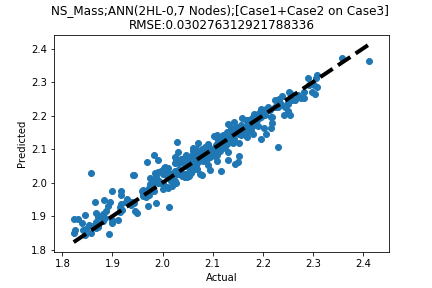 NS_Mass;ANN(2HL-0,7 Nodes);[Case1+Case2 on Case3]
RMSE:0.030276312921788336
2.4
2.3
2.2
2.1
2.0
1.9
1.8
Predicted
1.8 1.9 2.0 2.1 2.2 2.3 2.4
Actual